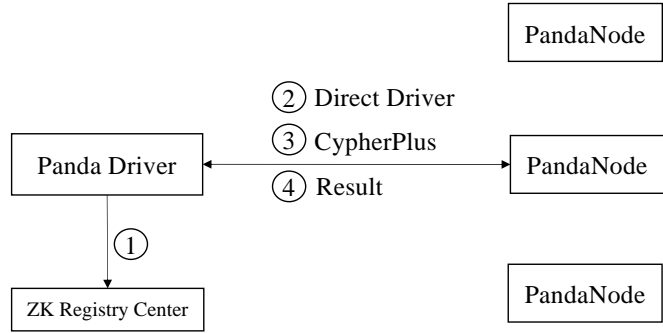 PandaNode
② Direct Driver
③ CypherPlus
Panda Driver
PandaNode
④ Result
①
PandaNode
ZK Registry Center